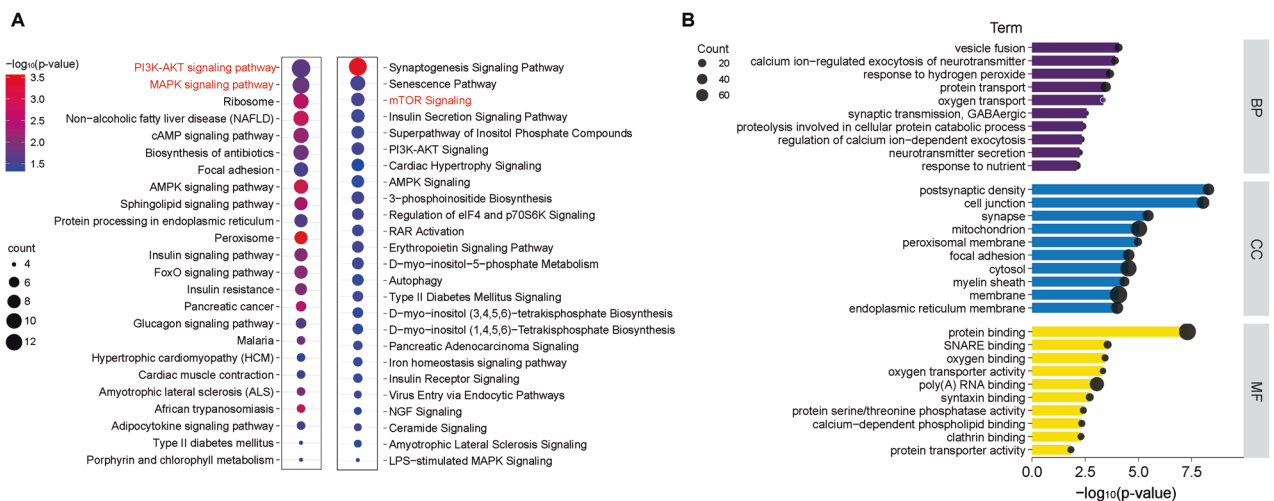 A
−log₁₀(p-value)
3.5
3.0
2.5
2.0
1.5
count
4
6
8
10
12
PI3K-AKT signaling pathway
MAPK signaling pathway
Ribosome
Non-alcoholic fatty liver disease (NAFLD)
cAMP signaling pathway
Biosynthesis of antibiotics
Focal adhesion
AMPK signaling pathway
Sphingolipid signaling pathway
Protein processing in endoplasmic reticulum
Peroxisome
Insulin signaling pathway
FoxO signaling pathway
Insulin resistance
Pancreatic cancer
Glucagon signaling pathway
Malaria
Hypertrophic cardiomyopathy (HCM)
Cardiac muscle contraction
Amyotrophic lateral sclerosis (ALS)
African trypanosomiasis
Adipocytokine signaling pathway
Type II diabetes mellitus
Porphyrin and chlorophyll metabolism
Synaptogenesis Signaling Pathway
Senescence Pathway
mTOR Signaling
Insulin Secretion Signaling Pathway
Superpathway of Inositol Phosphate Compounds
PI3K-AKT Signaling
Cardiac Hypertrophy Signaling
AMPK Signaling
3-phosphoinositide Biosynthesis
Regulation of eIF4 and p70S6K Signaling
RAR Activation
Erythropoietin Signaling Pathway
D-myo-inositol-5-phosphate Metabolism
Autophagy
Type II Diabetes Mellitus Signaling
D-myo-inositol (3,4,5,6)-tetrakisphosphate Biosynthesis
D-myo-inositol (1,4,5,6)-Tetrakisphosphate Biosynthesis
Pancreatic Adenocarcinoma Signaling
Iron homeostasis signaling pathway
Insulin Receptor Signaling
Virus Entry via Endocytic Pathways
NGF Signaling
Ceramide Signaling
Amyotrophic Lateral Sclerosis Signaling
LPS-stimulated MAPK Signaling
B
Count
20
40
60
Term
vesicle fusion
calcium ion-regulated exocytosis of neurotransmitter
response to hydrogen peroxide
protein transport
oxygen transport
synaptic transmission, GABAergic
proteolysis involved in cellular protein catabolic process
regulation of calcium ion-dependent exocytosis
neurotransmitter secretion
response to nutrient
BP
postsynaptic density
cell junction
synapse
mitochondrion
peroxisomal membrane
focal adhesion
cytosol
myelin sheath
membrane
endoplasmic reticulum membrane
CC
protein binding
SNARE binding
oxygen binding
oxygen transporter activity
poly(A) RNA binding
syntaxin binding
protein serine/threonine phosphatase activity
calcium-dependent phospholipid binding
clathrin binding
protein transporter activity
MF
0.0 2.5 5.0 7.5
−log₁₀(p-value)